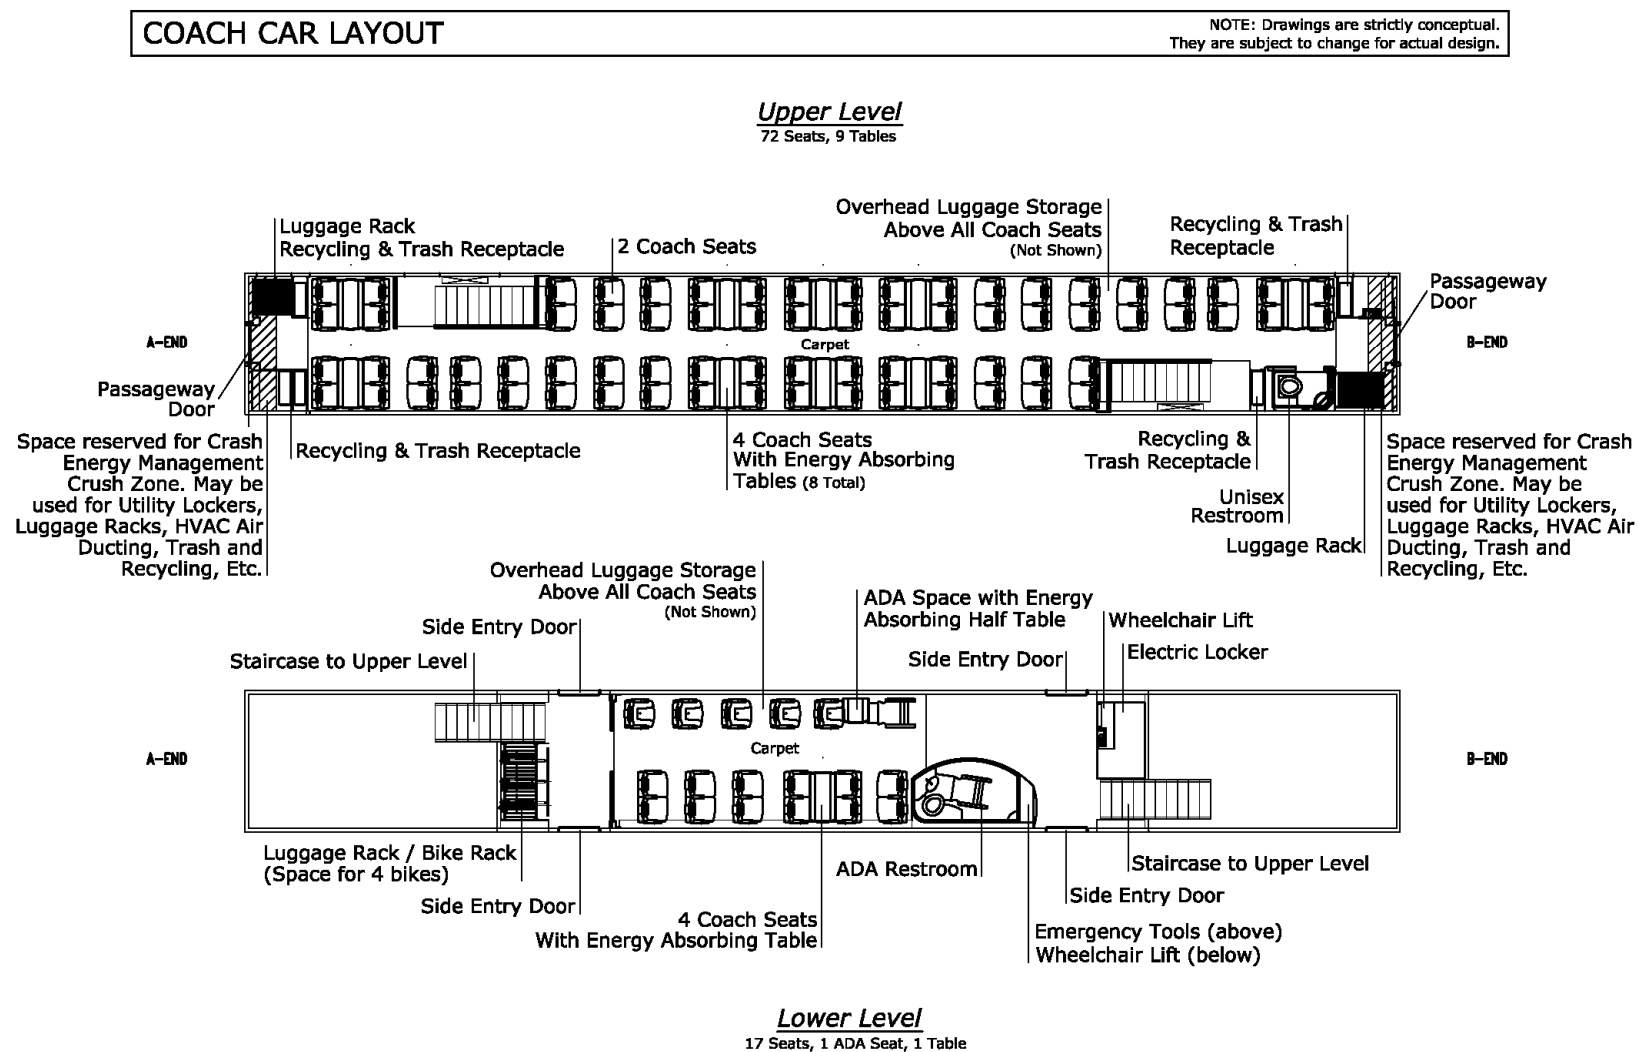 COACH CAR LAYOUT
NOTE: Drawings are strictly conceptual.
They are subject to change for actual design.
Upper Level
72 Seats, 9 Tables
Luggage Rack
Recycling & Trash Receptacle
2 Coach Seats
Overhead Luggage Storage
Above All Coach Seats
(Not Shown)
Recycling & Trash
Receptacle
Passageway
Door
A-END
Carpet
B-END
Passageway
Door
Space reserved for Crash
Energy Management
Crush Zone. May be
used for Utility Lockers,
Luggage Racks, HVAC Air
Ducting, Trash and
Recycling, Etc.
Recycling & Trash Receptacle
4 Coach Seats
With Energy Absorbing
Tables (8 Total)
Recycling &
Trash Receptacle
Unisex
Restroom
Luggage Rack
Space reserved for Crash
Energy Management
Crush Zone. May be
used for Utility Lockers,
Luggage Racks, HVAC Air
Ducting, Trash and
Recycling, Etc.
Overhead Luggage Storage
Above All Coach Seats
(Not Shown)
Side Entry Door
Staircase to Upper Level
ADA Space with Energy
Absorbing Half Table
Side Entry Door
Wheelchair Lift
Electric Locker
A-END
Carpet
B-END
Luggage Rack / Bike Rack
(Space for 4 bikes)
Side Entry Door
4 Coach Seats
With Energy Absorbing Table
ADA Restroom
Staircase to Upper Level
Side Entry Door
Emergency Tools (above)
Wheelchair Lift (below)
Lower Level
17 Seats, 1 ADA Seat, 1 Table